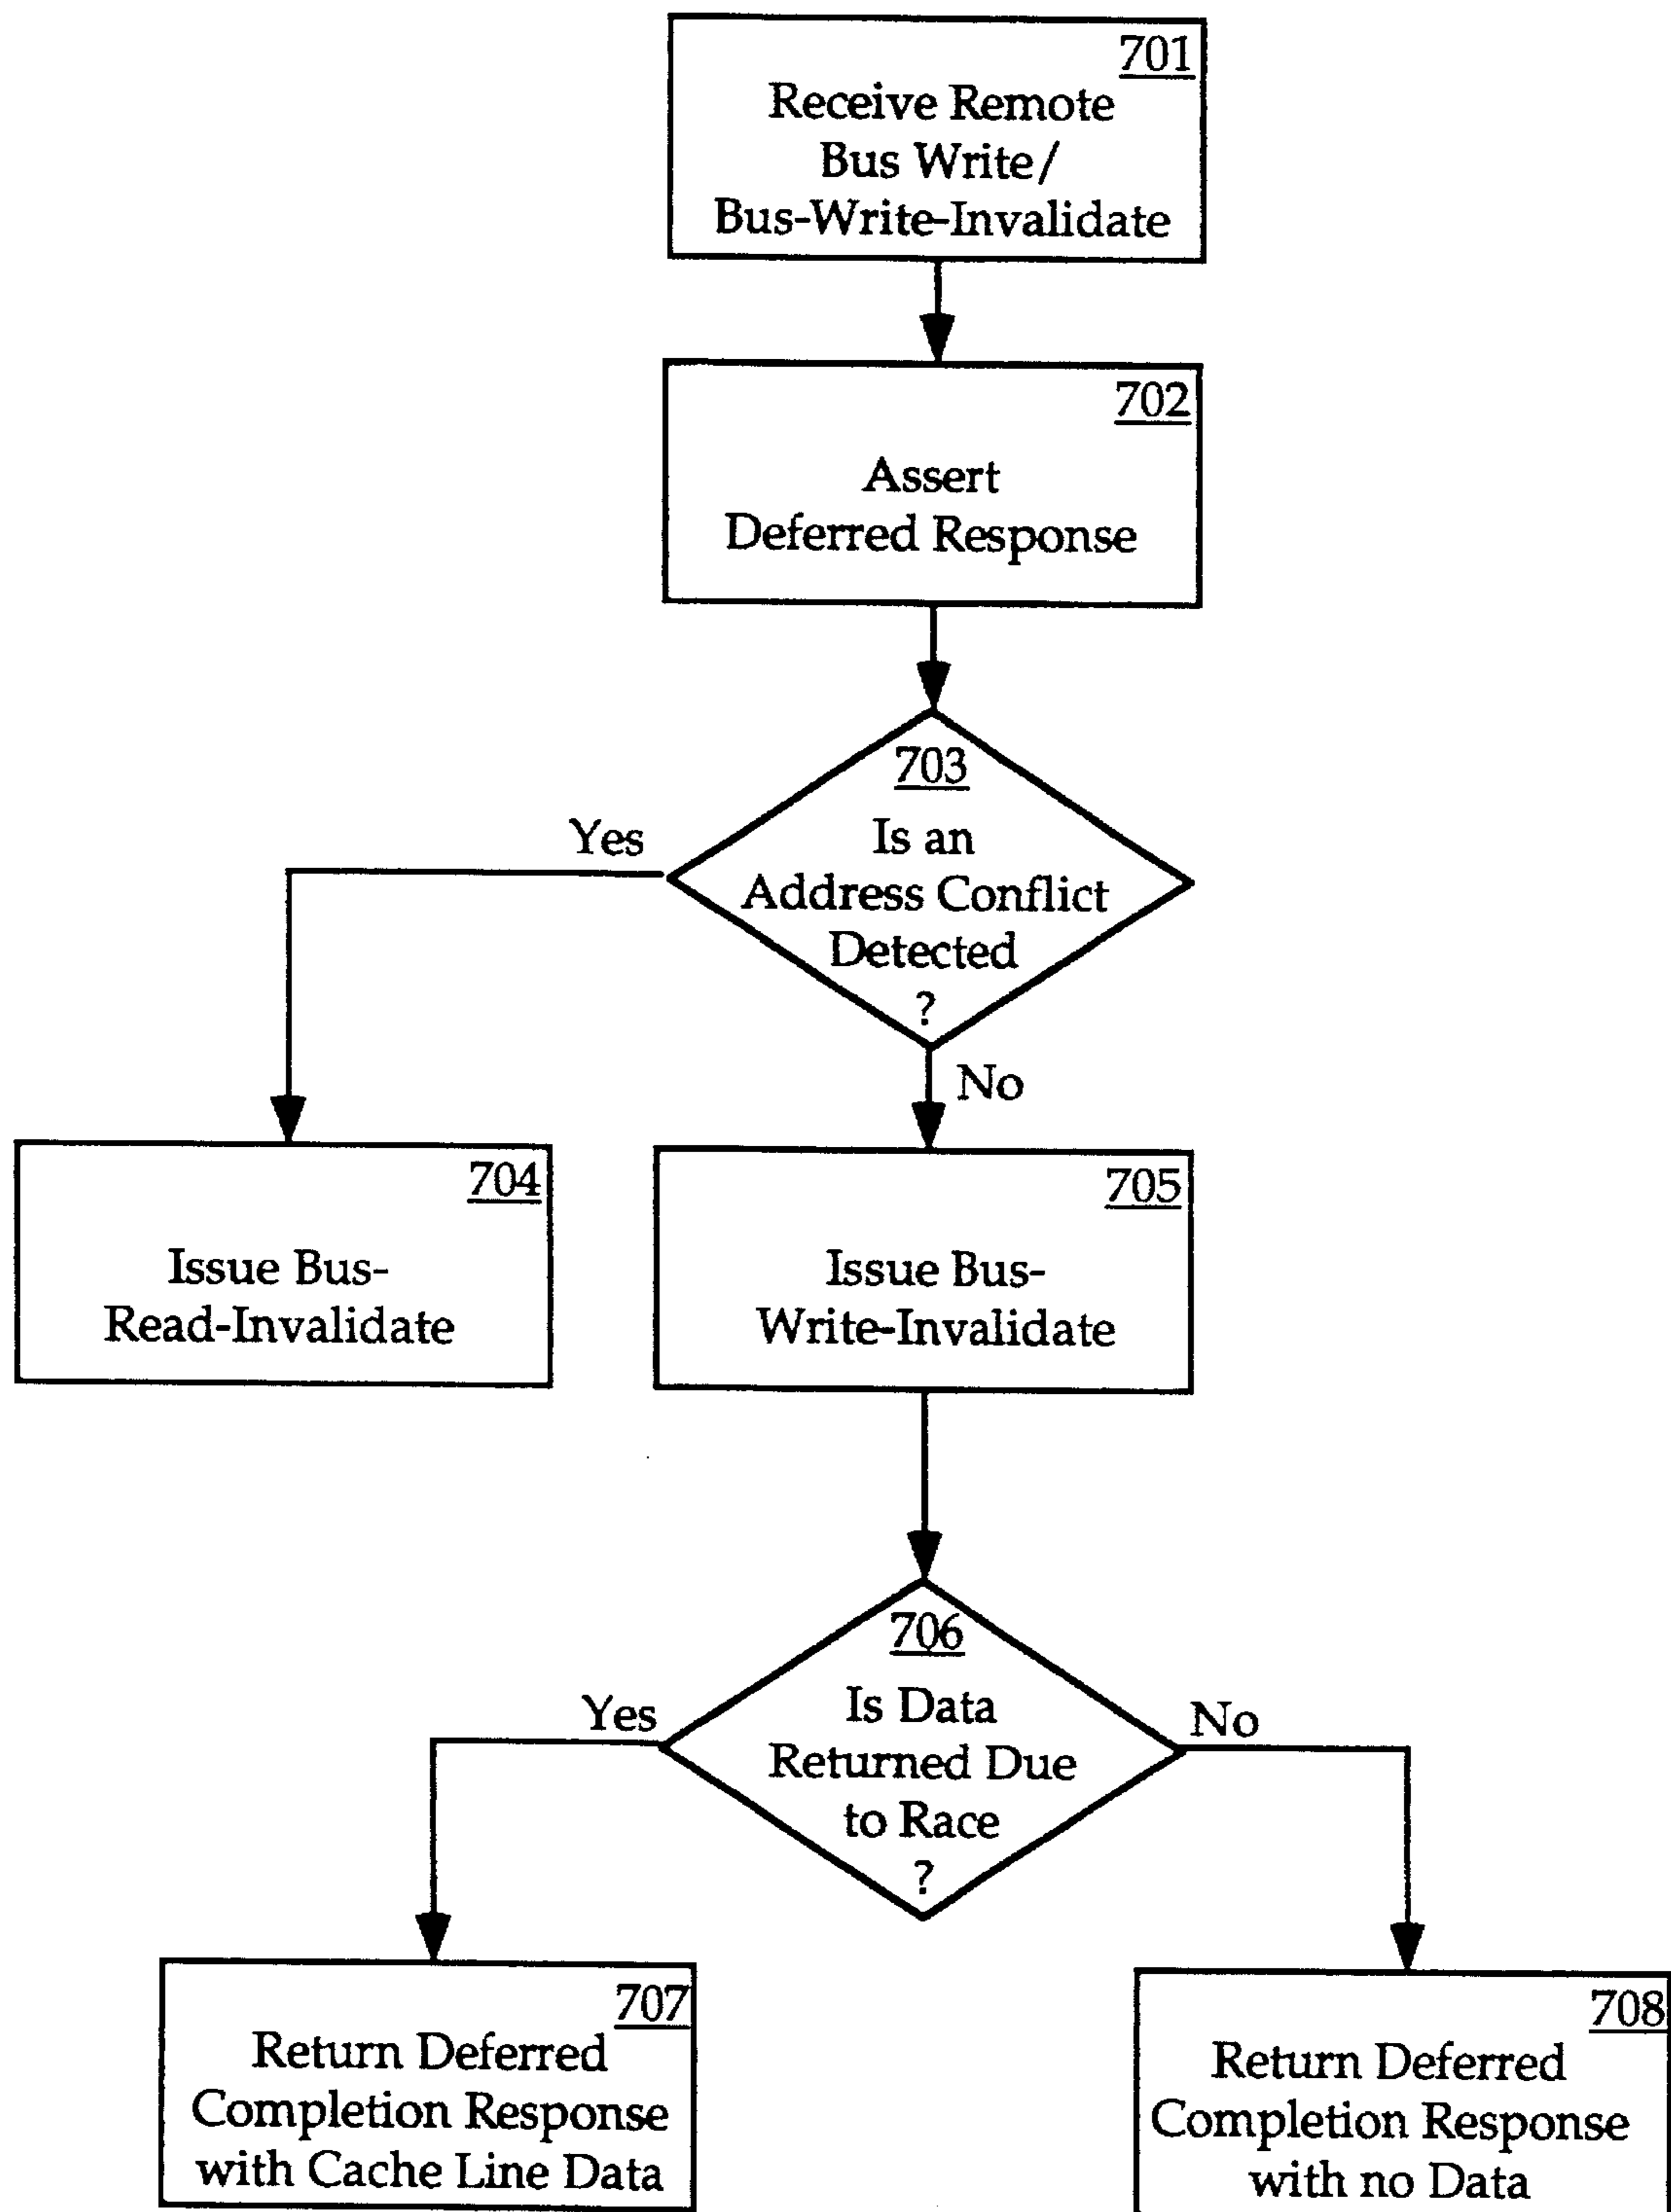 701
Receive Remote
Bus Write/
Bus-Write-Invalidate
702
Assert
Deferred Response
703
Is an
Address Conflict
Detected
?
Yes
No
704
Issue Bus-
Read-Invalidate
705
Issue Bus-
Write-Invalidate
706
Is Data
Returned Due
to Race
?
Yes
No
707
Return Deferred
Completion Response
with Cache Line Data
708
Return Deferred
Completion Response
with no Data